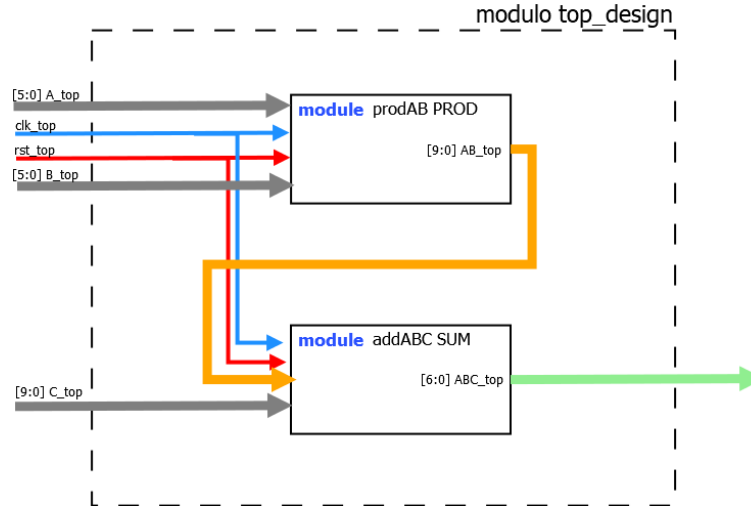 modulo top_design
[5:0] A_top
clk_top
rst_top
[5:0] B_top
module prodAB PROD
[9:0] AB_top
module addABC SUM
[6:0] ABC_top
[9:0] C_top